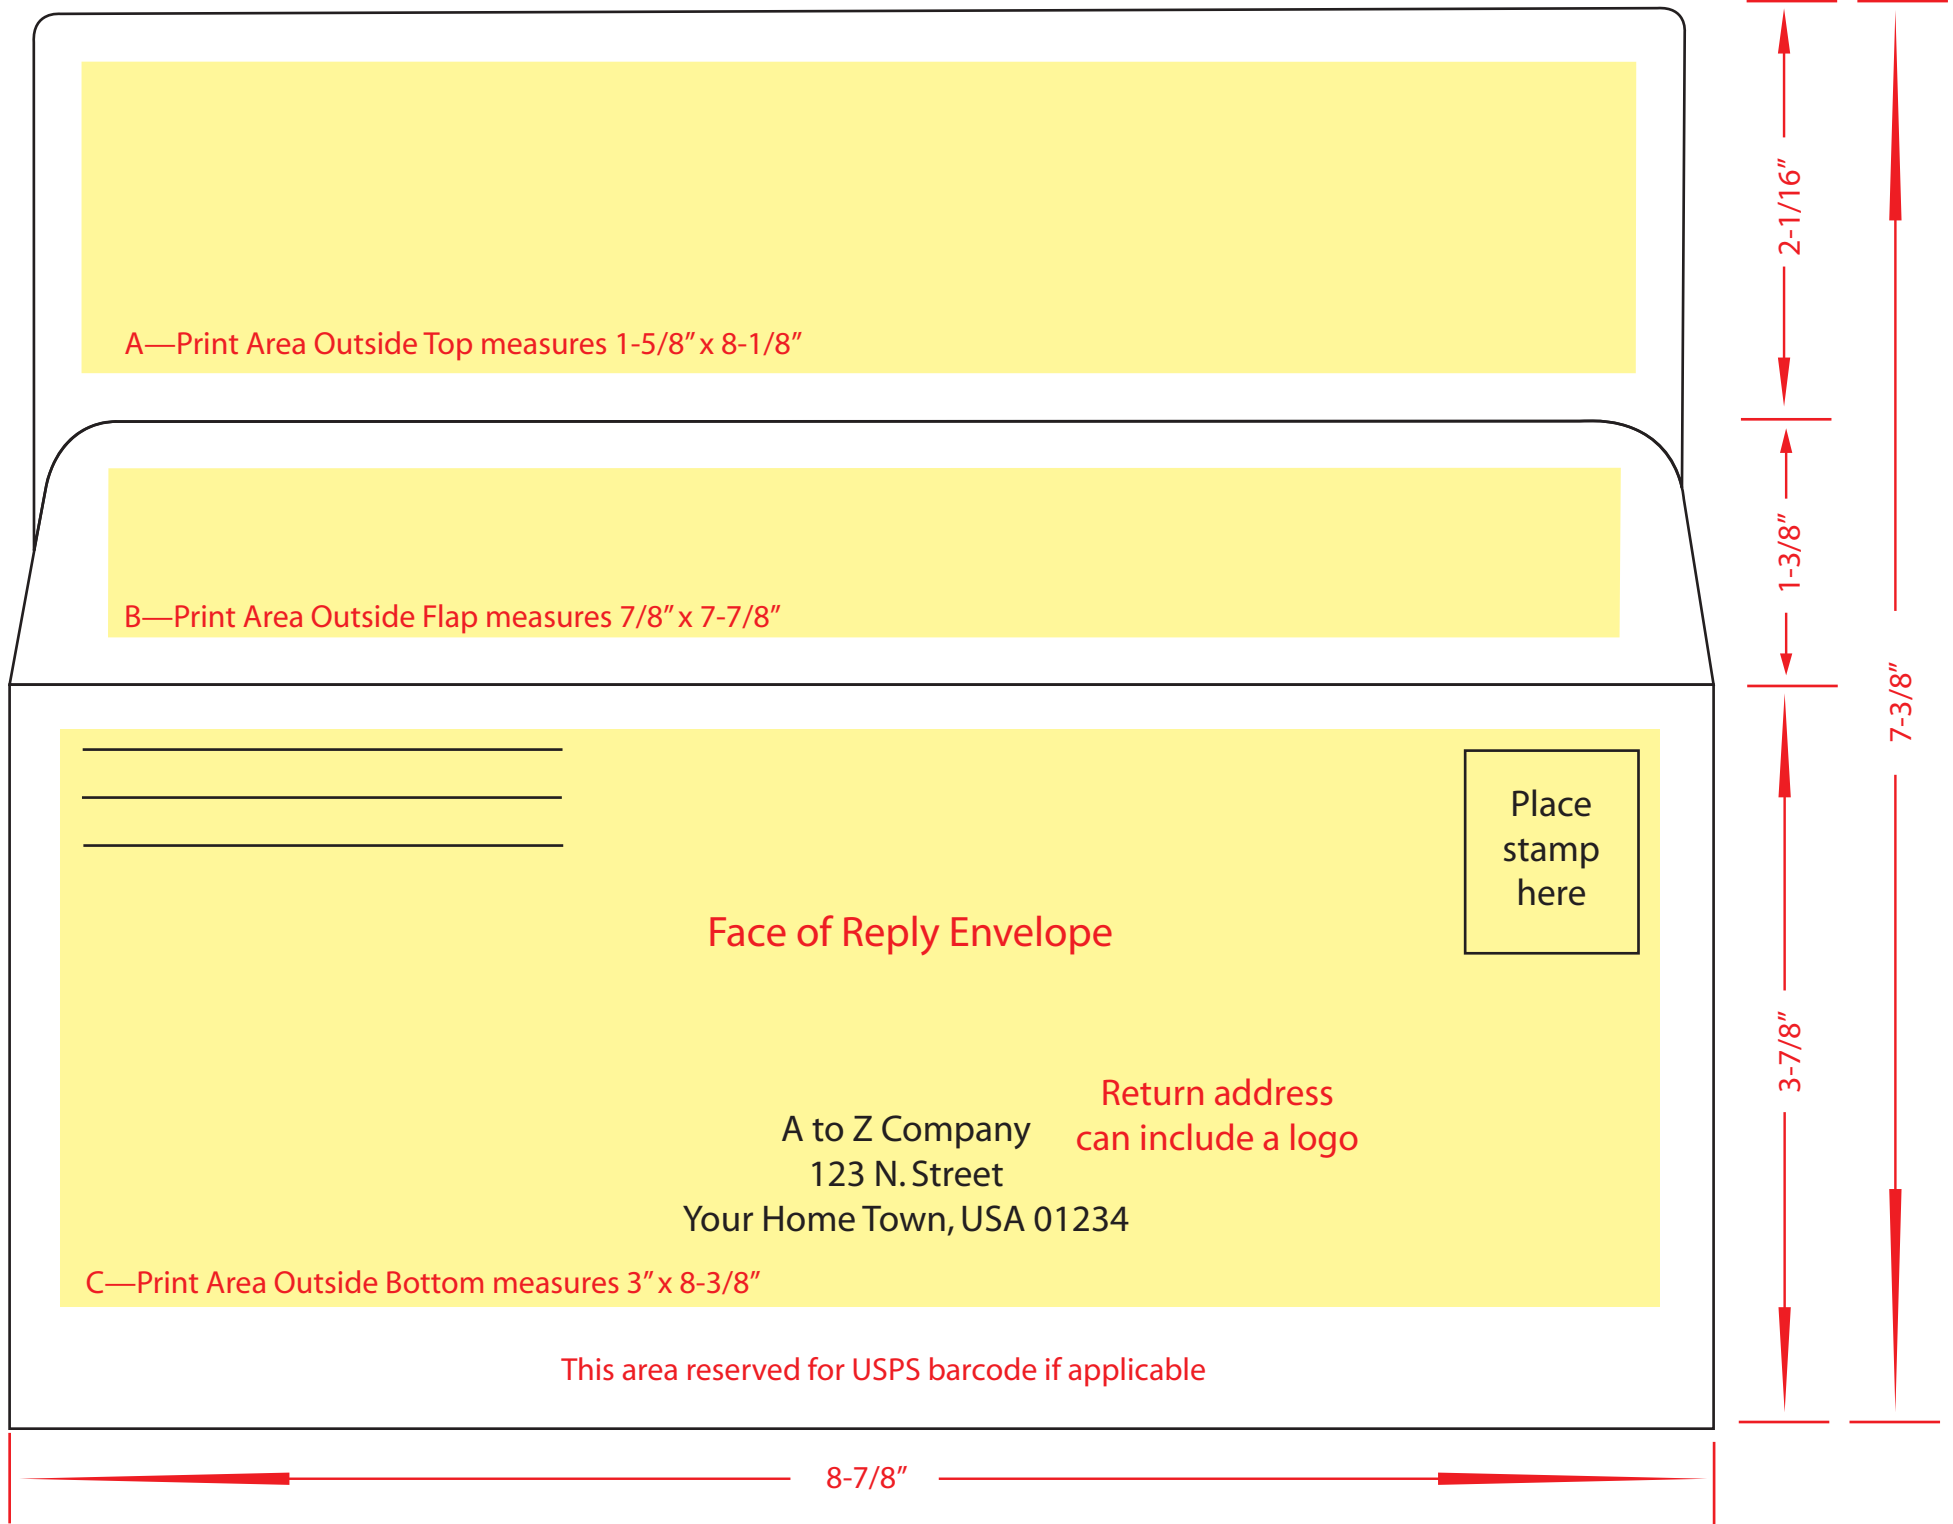 A—Print Area Outside Top measures 1-5/8” x 8-1/8”
2-1/16”
B—Print Area Outside Flap measures 7/8” x 7-7/8”
1-3/8”
7-3/8”
Place
stamp
here
Face of Reply Envelope
3-7/8”
Return address
can include a logo
A to Z Company
123 N. Street
Your Home Town, USA 01234
C—Print Area Outside Bottom measures 3” x 8-3/8”
This area reserved for USPS barcode if applicable
8-7/8”